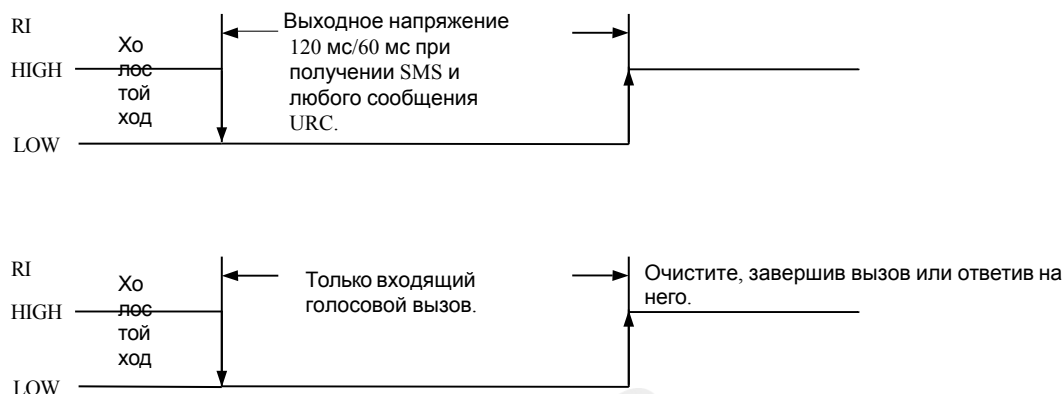 RI
Выходное напряжение
120 мс/60 мс при
получении SMS и
любого сообщения
URC.
Хо
лос
той
ход
HIGH
LOW
RI
Хо
лос
той
ход
Только входящий
голосовой вызов.
Очистите, завершив вызов или ответив на
него.
HIGH
LOW